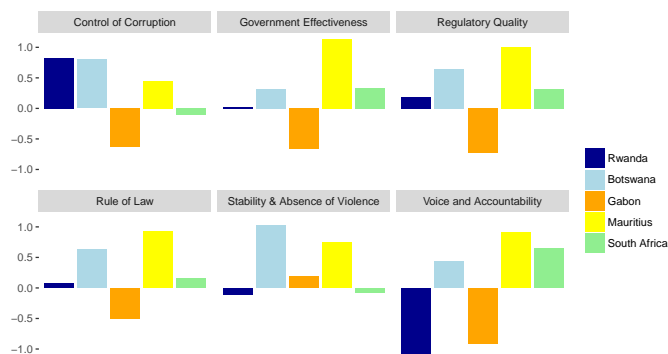 Control of Corruption
Government Effectiveness
Regulatory Quality
1.0
0.5
0.0
−0.5
−1.0
Rule of Law
Stability & Absence of Violence
Voice and Accountability
1.0
0.5
0.0
−0.5
−1.0
Rwanda
Botswana
Gabon
Mauritius
South Africa